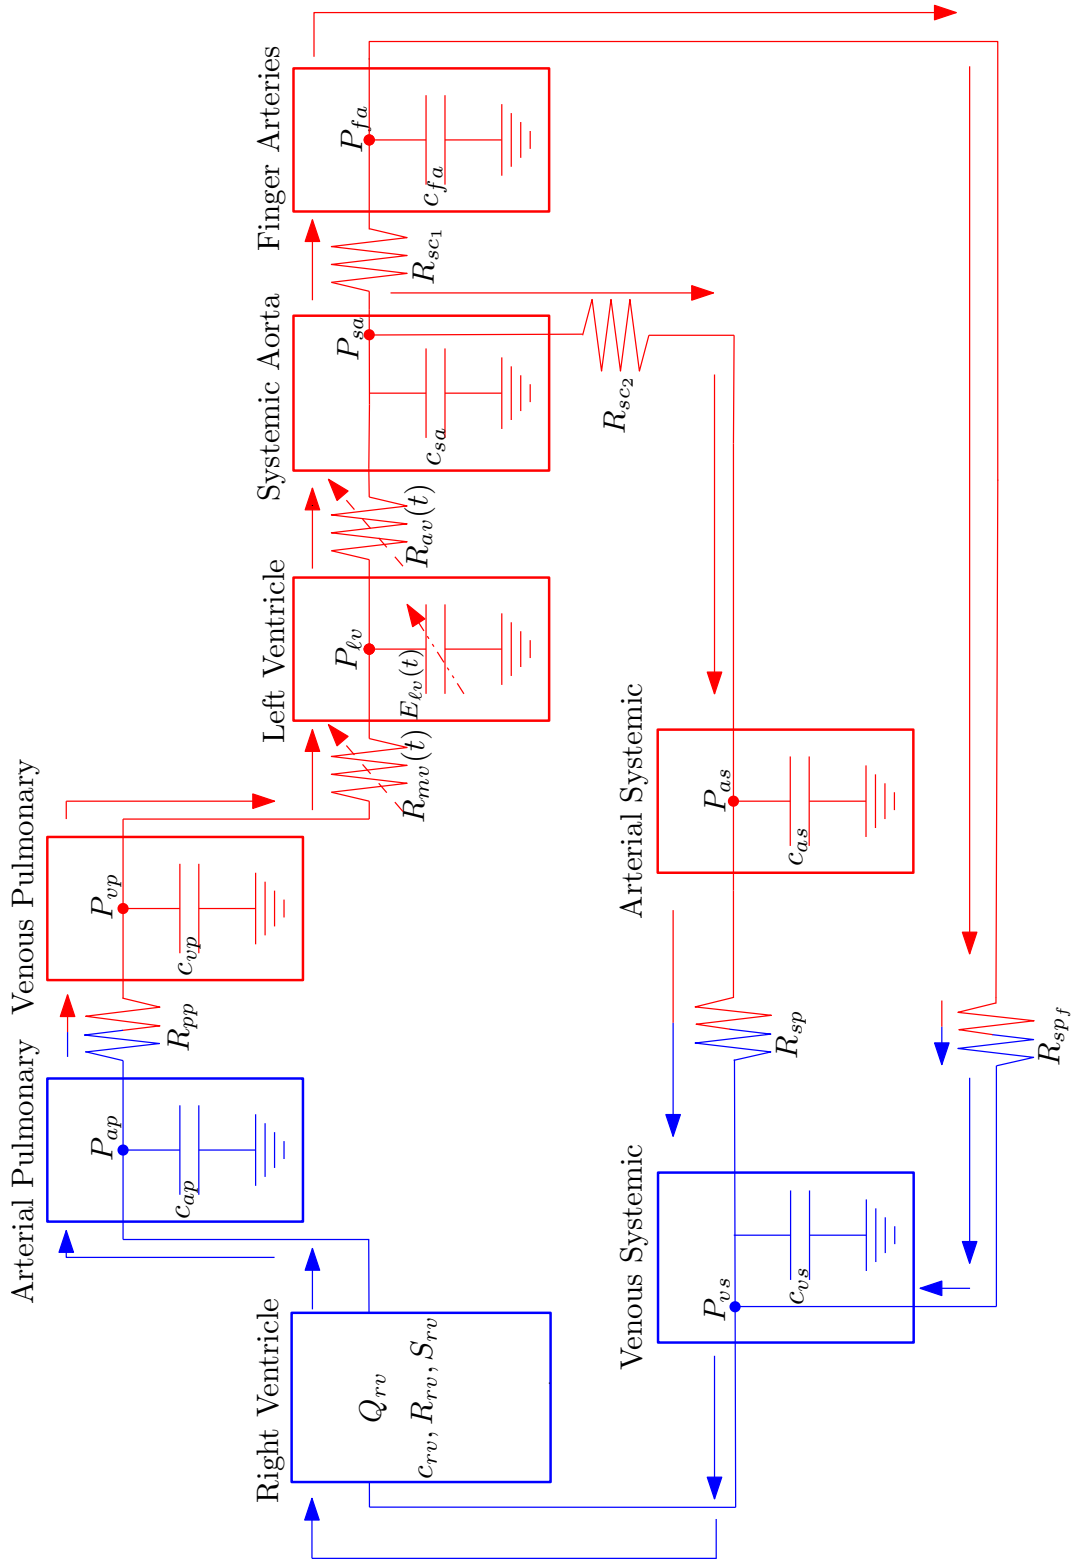 Arterial Pulmonary
P_{ap}
c_{ap}
R_{pp}
Venous Pulmonary
P_{vp}
c_{vp}
Right Ventricle
Q_{rv}
c_{rv}, R_{rv}, S_{rv}
R_{mv}(t)
Left Ventricle
P_{ℓv}
E_{ℓv}(t)
R_{av}(t)
Systemic Aorta
P_{sa}
c_{sa}
R_{sc_1}
Finger Arteries
P_{fa}
c_{fa}
R_{sc_2}
Venous Systemic
P_{vs}
c_{vs}
R_{sp}
Arterial Systemic
P_{as}
c_{as}
R_{sp_f}